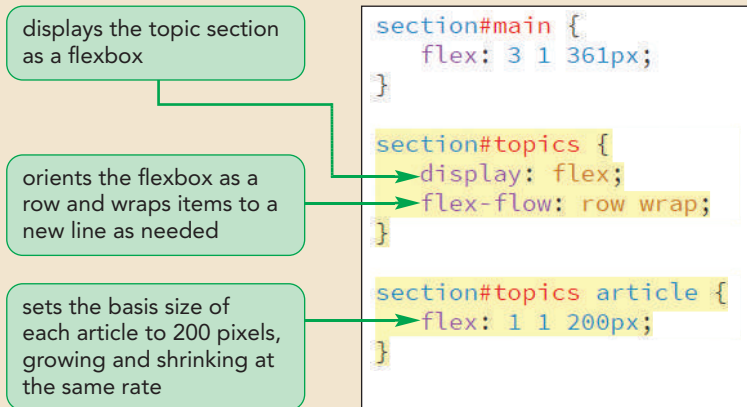 displays the topic section
as a flexbox
orients the flexbox as a
row and wraps items to a
new line as needed
sets the basis size of
each article to 200 pixels,
growing and shrinking at
the same rate
section#main {
   flex: 3 1 361px;
}
section#topics {
   display: flex;
   flex-flow: row wrap;
}
section#topics article {
   flex: 1 1 200px;
}